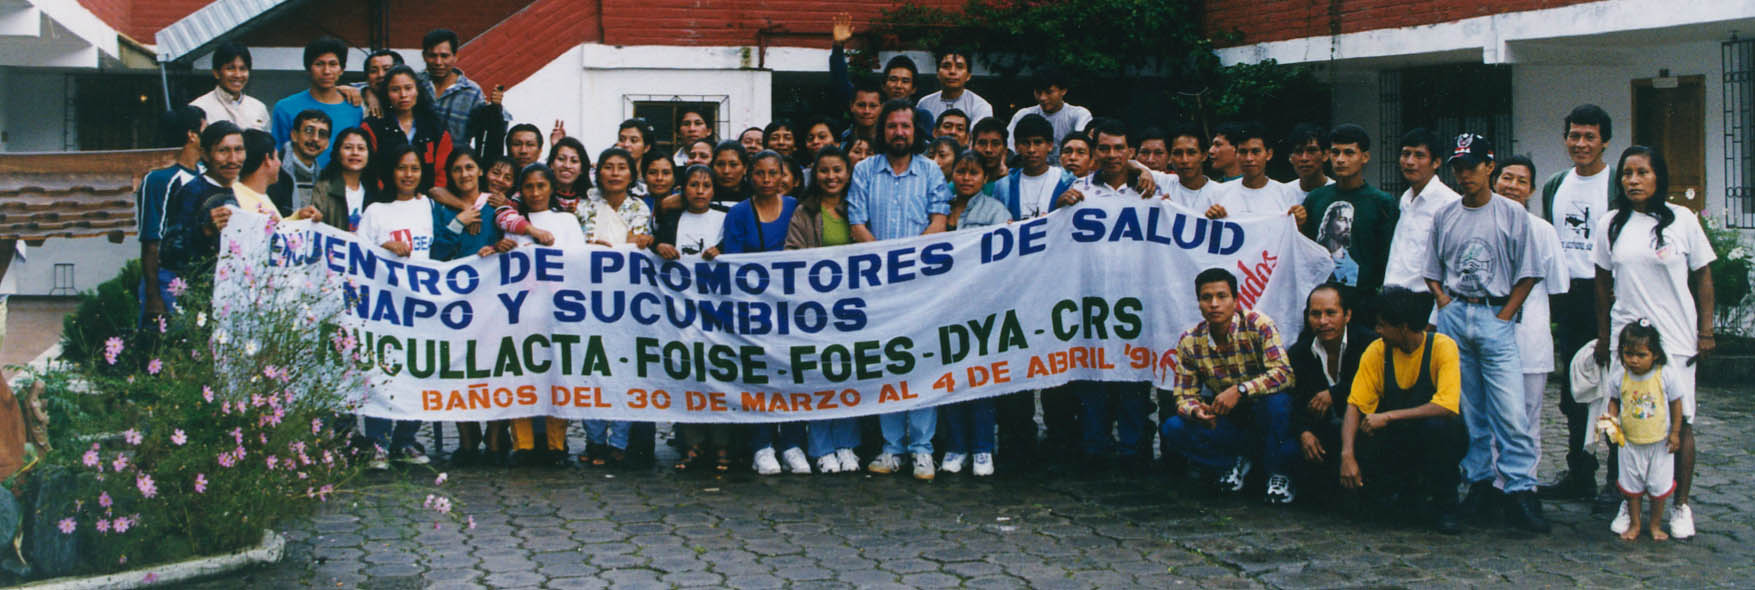 ENCUENTRO DE PROMOTORES DE SALUD
NAPO Y SUCUMBIOS
RUCULLACTA - FOISE - FOES - DYA - CRS
BAÑOS DEL 30 DE MARZO AL 4 DE ABRIL '98